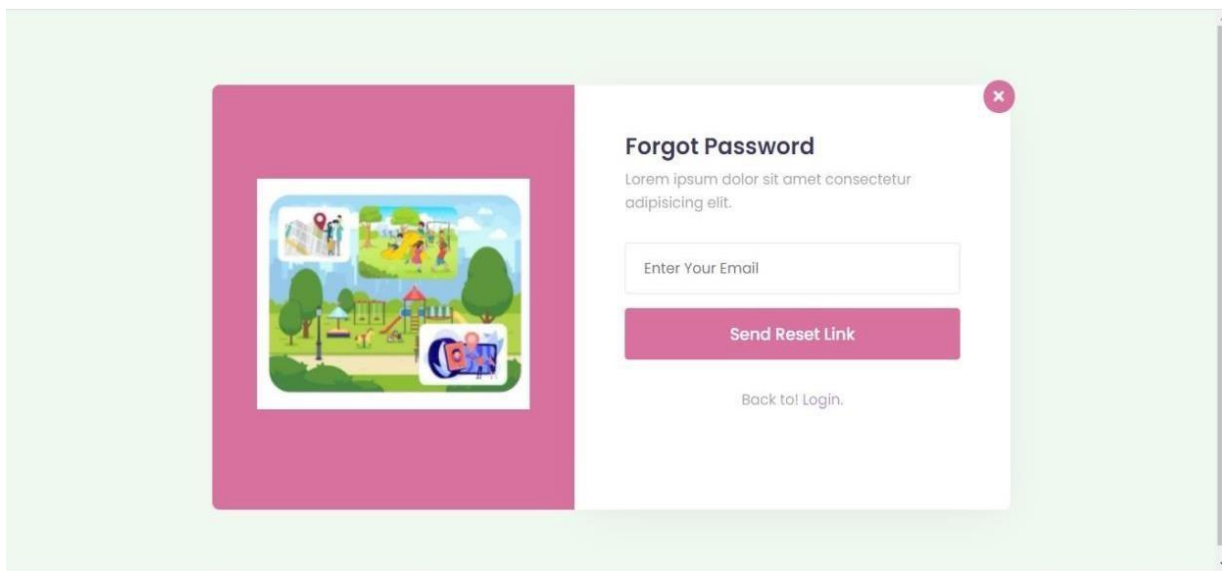 Forgot Password
Lorem ipsum dolor sit amet consectetur
adipisicing elit.
Enter Your Email
Send Reset Link
Back to! Login.